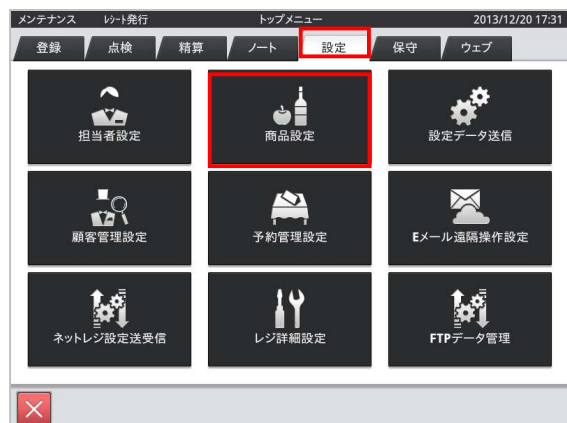 メンテナンス ﾚｼｰﾄ発行 トップメニュー 2013/12/20 17:31
登録 点検 精算 ノート 設定 保守 ウェブ
担当者設定 商品設定 設定データ送信
顧客管理設定 予約管理設定 Eメール遠隔操作設定
ネットレジ設定送受信 レジ詳細設定 FTPデータ管理